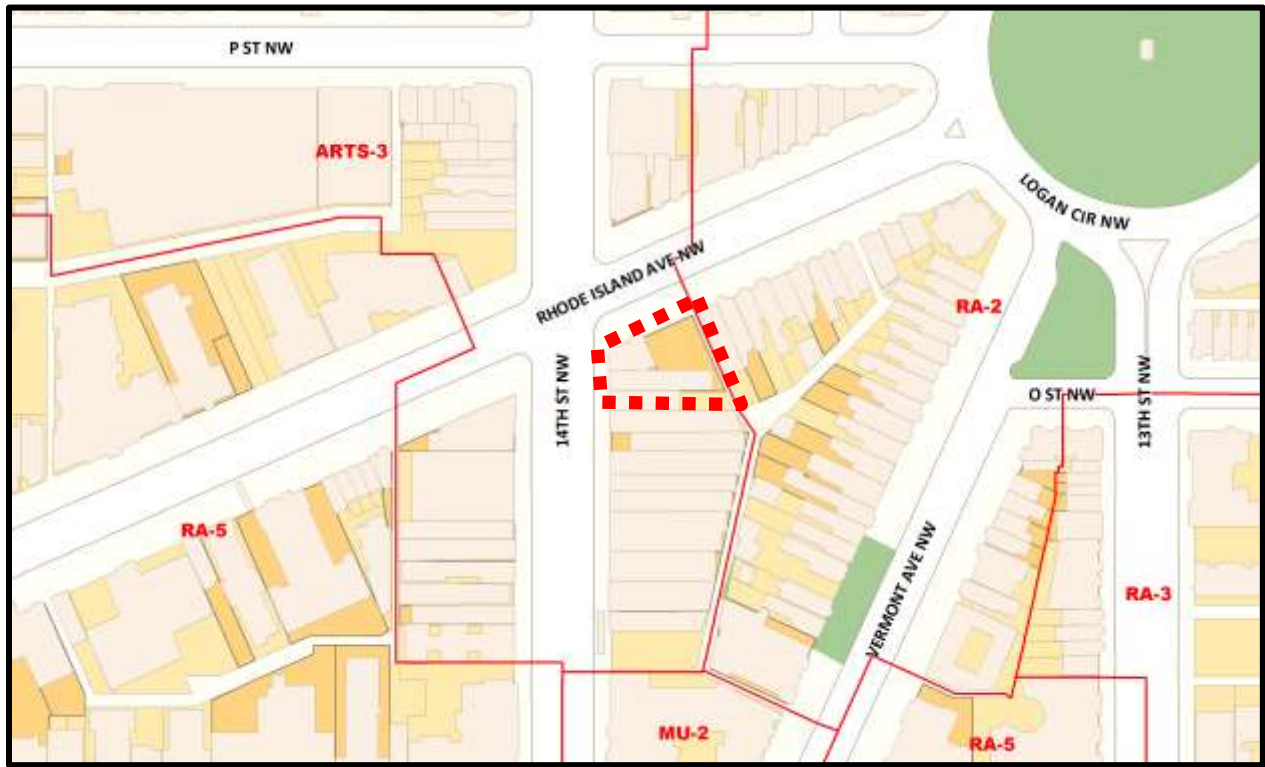 P ST NW
ARTS-3
LOGAN CIR NW
RHODE ISLAND AVE NW
RA-2
14TH ST NW
O ST NW
13TH ST NW
RA-5
VERMONT AVE NW
RA-3
MU-2
RA-5